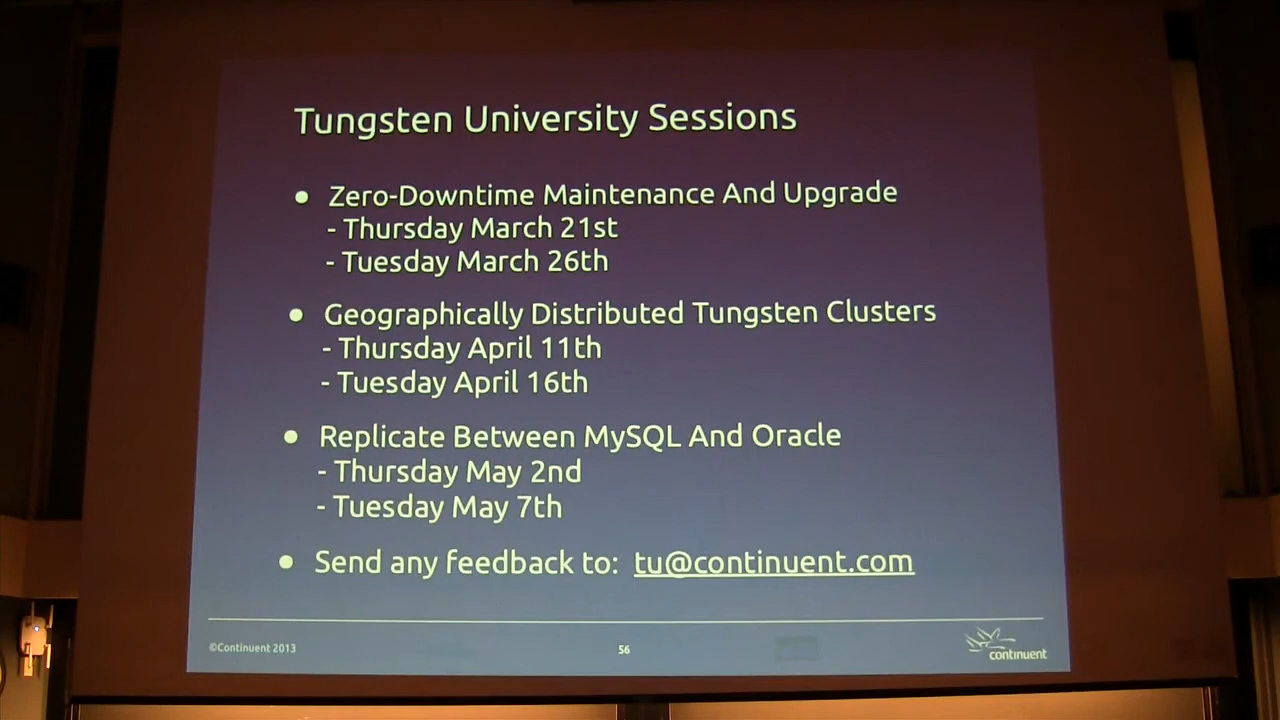 Tungsten University Sessions
● Zero-Downtime Maintenance And Upgrade
- Thursday March 21st
- Tuesday March 26th
● Geographically Distributed Tungsten Clusters
- Thursday April 11th
- Tuesday April 16th
● Replicate Between MySQL And Oracle
- Thursday May 2nd
- Tuesday May 7th
● Send any feedback to: tu@continuent.com
©Continuent 2013
56
continuent